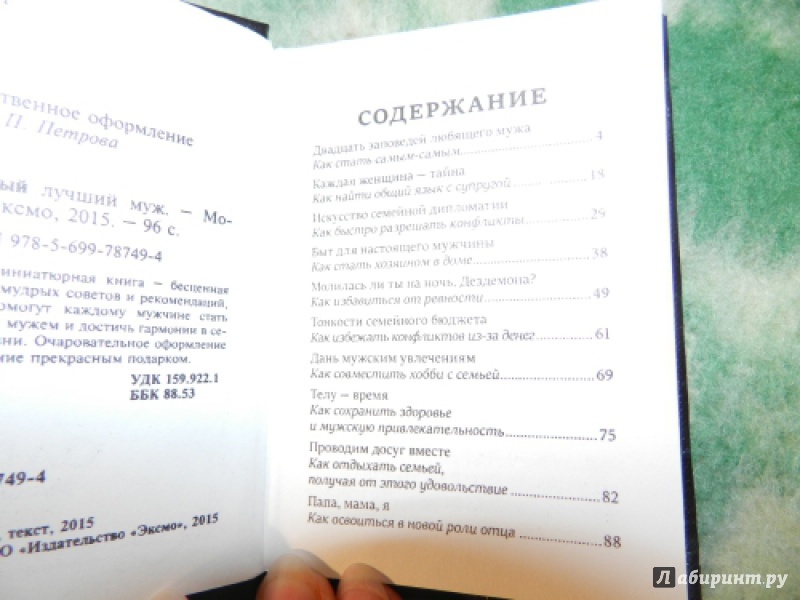 ственное оформление
П. Петрова
ый лучший муж. — Мо-
ксмо, 2015. — 96 с.
978-5-699-78749-4
иниатюрная книга — бесценная
мудрых советов и рекомендаций,
омогут каждому мужчине стать
мужем и достичь гармонии в се-
зни. Очаровательное оформление
ние прекрасным подарком.
УДК 159.922.1
ББК 88.53
749-4
, текст, 2015
О «Издательство «Эксмо», 2015
СОДЕРЖАНИЕ
Двадцать заповедей любящего мужа
Как стать самым-самым 4
Каждая женщина — тайна
Как найти общий язык с супругой 18
Искусство семейной дипломатии
Как быстро разрешать конфликты 29
Быт для настоящего мужчины
Как стать хозяином в доме 38
Молилась ли ты на ночь, Дездемона?
Как избавиться от ревности 49
Тонкости семейного бюджета
Как избежать конфликтов из-за денег 61
Дань мужским увлечениям
Как совместить хобби с семьей 69
Телу — время
Как сохранить здоровье
и мужскую привлекательность 75
Проводим досуг вместе
Как отдыхать семьей,
получая от этого удовольствие 82
Папа, мама, я
Как освоиться в новой роли отца 88
Лабиринт.ру